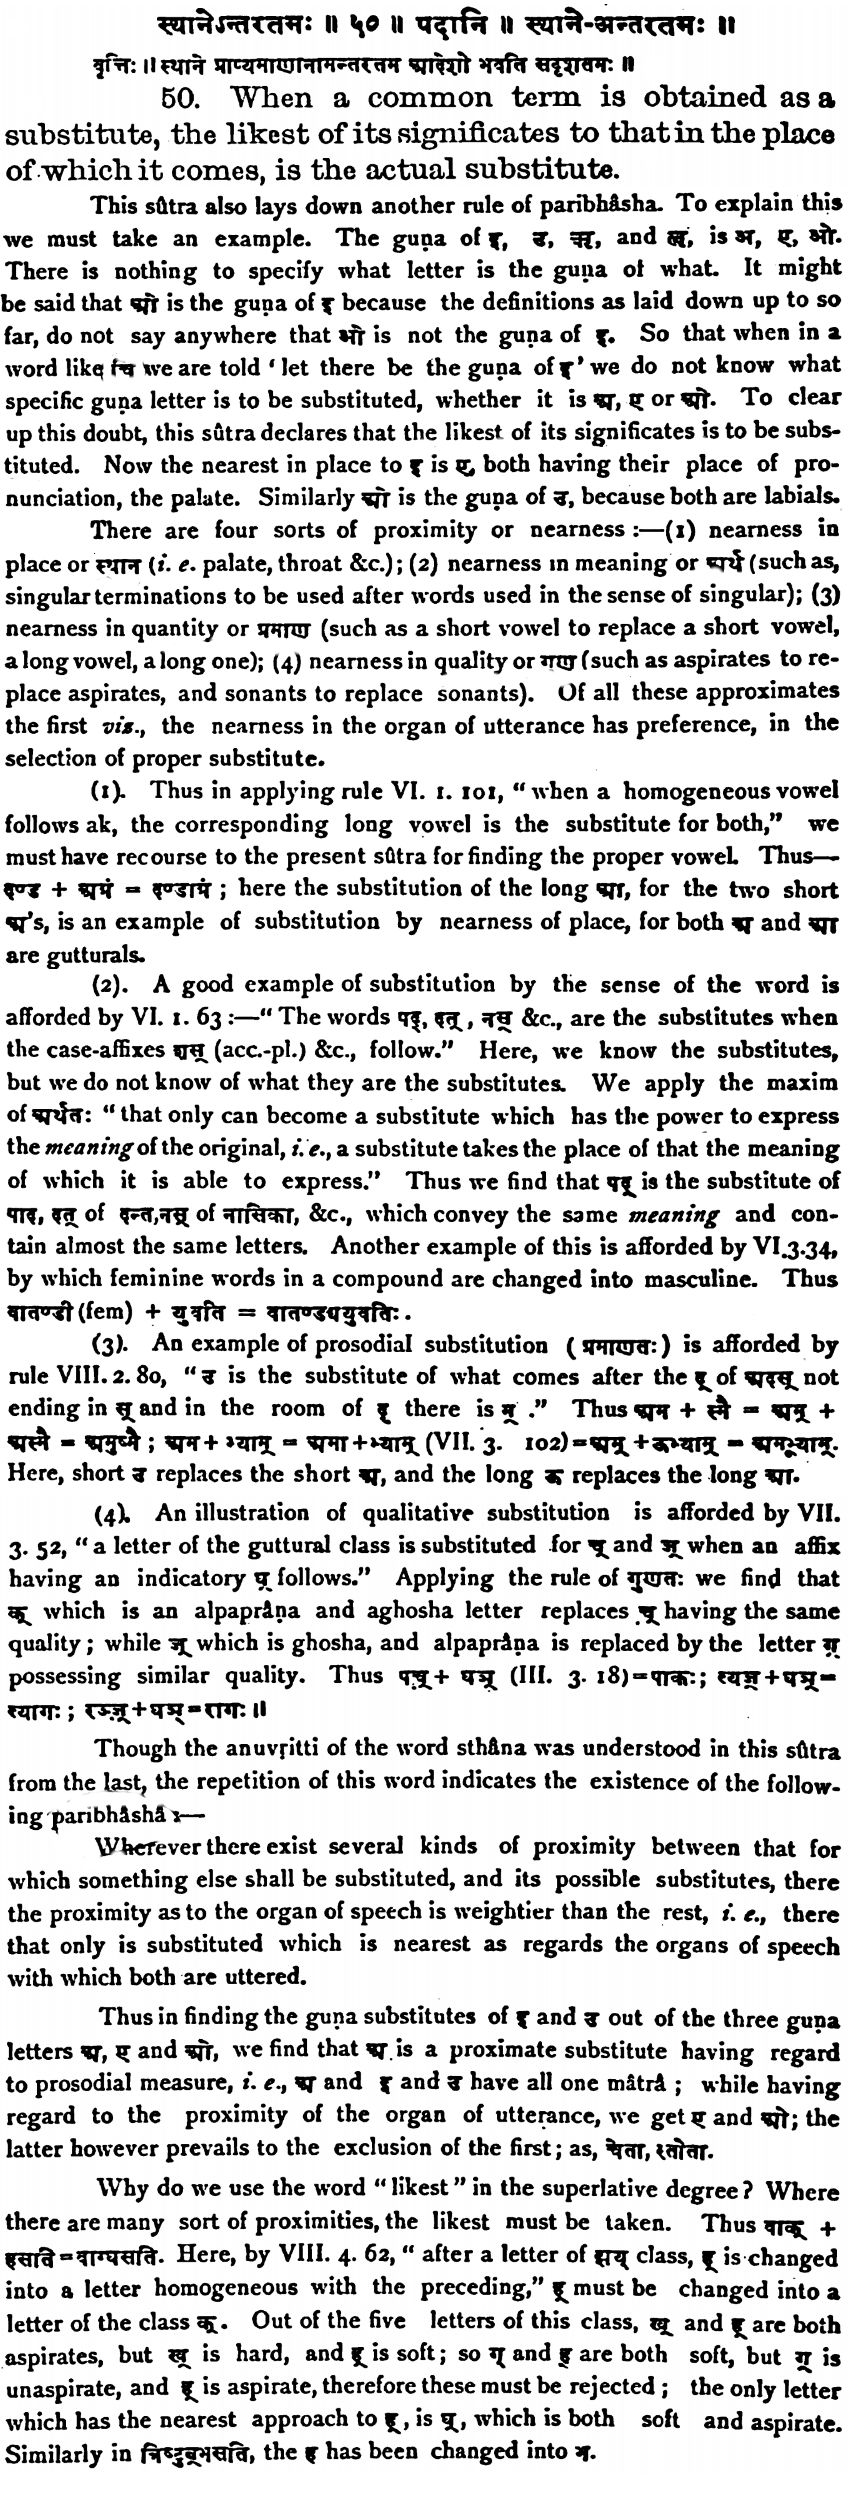 स्थानेऽन्तरतमः ॥ ५० ॥ पदानि ॥ स्थाने-अन्तरतमः ॥
वृत्तिः ॥ स्थाने प्राप्यमाणानामन्तरतम आदेशो भवति सदृशतमः ॥
50. When a common term is obtained as a
substitute, the likest of its significates to that in the place
of which it comes, is the actual substitute.
This sûtra also lays down another rule of paribhâsha. To explain this
we must take an example. The guṇa of इ, उ, ऋ, and ऌ, is अ, ए, ओ.
There is nothing to specify what letter is the guṇa of what. It might
be said that ओ is the guṇa of इ because the definitions as laid down up to so
far, do not say anywhere that ओ is not the guṇa of इ. So that when in a
word like चि we are told 'let there be the guṇa of इ' we do not know what
specific guṇa letter is to be substituted, whether it is अ, ए or ओ. To clear
up this doubt, this sûtra declares that the likest of its significates is to be subs-
tituted. Now the nearest in place to इ is ए, both having their place of pro-
nunciation, the palate. Similarly ओ is the guṇa of उ, because both are labials.
There are four sorts of proximity or nearness :—(1) nearness in
place or स्थान (i. e. palate, throat &c.); (2) nearness in meaning or अर्थ (such as,
singular terminations to be used after words used in the sense of singular); (3)
nearness in quantity or प्रमाण (such as a short vowel to replace a short vowel,
a long vowel, a long one); (4) nearness in quality or गुण (such as aspirates to re-
place aspirates, and sonants to replace sonants). Of all these approximates
the first viz., the nearness in the organ of utterance has preference, in the
selection of proper substitute.
(1). Thus in applying rule VI. 1. 101, "when a homogeneous vowel
follows ak, the corresponding long vowel is the substitute for both," we
must have recourse to the present sûtra for finding the proper vowel. Thus—
दण्ड + अग्रं = दण्डाग्रं ; here the substitution of the long आ, for the two short
अ's, is an example of substitution by nearness of place, for both अ and आ
are gutturals.
(2). A good example of substitution by the sense of the word is
afforded by VI. 1. 63 :—"The words पद्, दत्, नस् &c., are the substitutes when
the case-affixes शस् (acc.-pl.) &c., follow." Here, we know the substitutes,
but we do not know of what they are the substitutes. We apply the maxim
of अर्थतः "that only can become a substitute which has the power to express
the meaning of the original, i. e., a substitute takes the place of that the meaning
of which it is able to express." Thus we find that पद् is the substitute of
पाद, दत् of दन्त, नस् of नासिका, &c., which convey the same meaning and con-
tain almost the same letters. Another example of this is afforded by VI.3.34,
by which feminine words in a compound are changed into masculine. Thus
वातण्डी (fem) + युवति = वातण्ड्ययुवतिः.
(3). An example of prosodial substitution (प्रमाणतः) is afforded by
rule VIII. 2. 80, "उ is the substitute of what comes after the द् of अदस् not
ending in स् and in the room of द् there is म्." Thus अम + स्मै = अमु +
अस्मै = अमुष्मै ; अम + भ्याम् = अमा + भ्याम् (VII. 3. 102)=अमू + ऊभ्याम् = अमूभ्याम्.
Here, short उ replaces the short अ, and the long ऊ replaces the long आ.
(4). An illustration of qualitative substitution is afforded by VII.
3. 52, "a letter of the guttural class is substituted for च् and ज् when an affix
having an indicatory घ् follows." Applying the rule of गुणतः we find that
क् which is an alpaprâṇa and aghosha letter replaces च् having the same
quality ; while ज् which is ghosha, and alpaprâṇa is replaced by the letter ग्
possessing similar quality. Thus पच् + घञ् (III. 3. 18)=पाकः ; त्यज् + घञ् =
त्यागः ; रञ्ज् + घञ् = रागः ॥
Though the anuvṛitti of the word sthâna was understood in this sûtra
from the last, the repetition of this word indicates the existence of the follow-
ing paribhâshâ :—
Wherever there exist several kinds of proximity between that for
which something else shall be substituted, and its possible substitutes, there
the proximity as to the organ of speech is weightier than the rest, i. e., there
that only is substituted which is nearest as regards the organs of speech
with which both are uttered.
Thus in finding the guṇa substitutes of इ and उ out of the three guṇa
letters अ, ए and ओ, we find that अ is a proximate substitute having regard
to prosodial measure, i. e., अ and इ and उ have all one mâtrâ ; while having
regard to the proximity of the organ of utterance, we get ए and ओ; the
latter however prevails to the exclusion of the first ; as, चेता, स्तोता.
Why do we use the word "likest" in the superlative degree? Where
there are many sort of proximities, the likest must be taken. Thus वाक् +
हसति = वाग्घसति. Here, by VIII. 4. 62, "after a letter of झय् class, ह् is changed
into a letter homogeneous with the preceding," ह् must be changed into a
letter of the class क्. Out of the five letters of this class, ख् and ह् are both
aspirates, but ख् is hard, and ह् is soft ; so ग् and ह् are both soft, but ग् is
unaspirate, and ह् is aspirate, therefore these must be rejected ; the only letter
which has the nearest approach to ह्, is घ्, which is both soft and aspirate.
Similarly in त्रिष्टुब्भसति, the ह has been changed into भ.